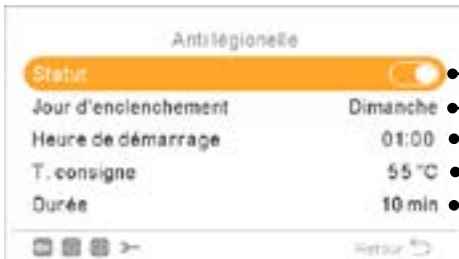 Antilégionelle
Statut
Jour d'enclenchement Dimanche
Heure de démarrage 01:00
T. consigne 55 °C
Durée 10 min
Retour